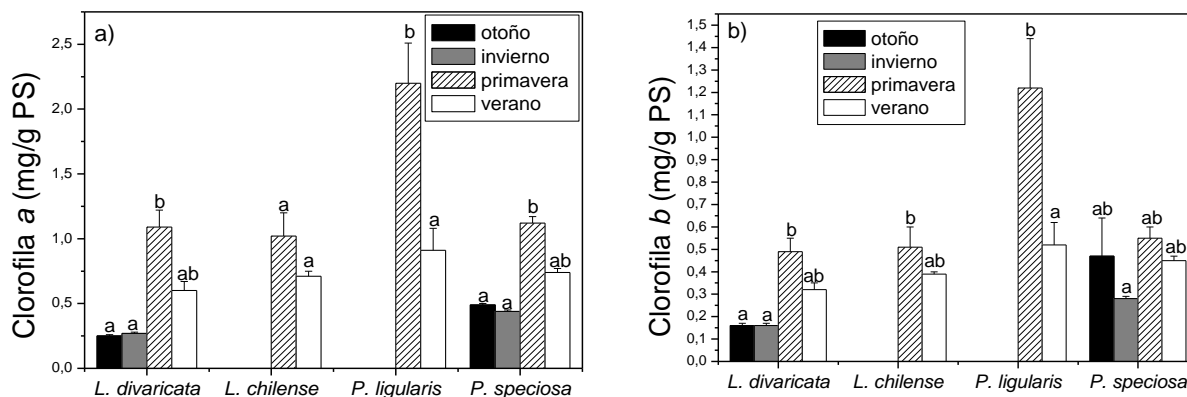 a)
Clorofila a (mg/g PS)
2,5
2,0
1,5
1,0
0,5
0,0
otoño
invierno
primavera
verano
a a b ab
a a
b a
a a b ab
L. divaricata L. chilense P. ligularis P. speciosa
b)
Clorofila b (mg/g PS)
1,5
1,4
1,3
1,2
1,1
1,0
0,9
0,8
0,7
0,6
0,5
0,4
0,3
0,2
0,1
0,0
otoño
invierno
primavera
verano
a a b ab
b ab
b a
ab a ab ab
L. divaricata L. chilense P. ligularis P. speciosa